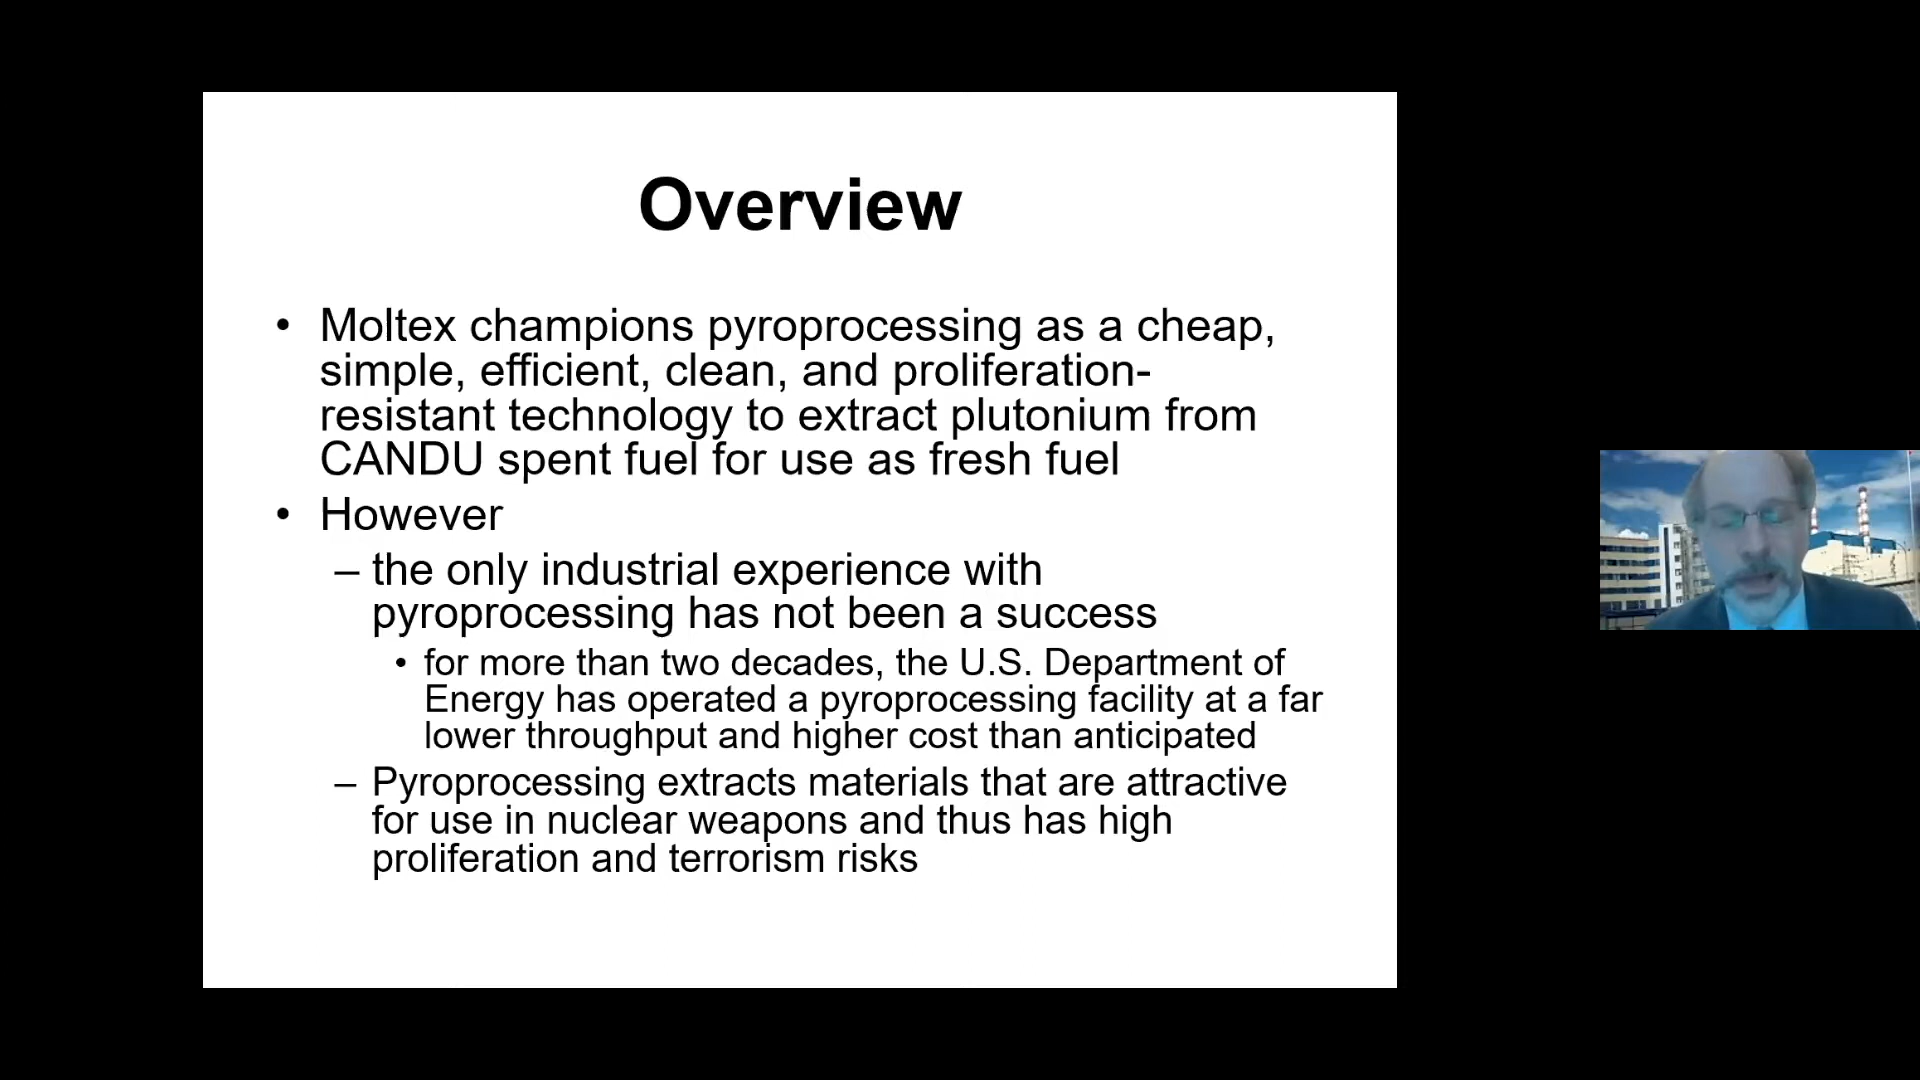 Overview
• Moltex champions pyroprocessing as a cheap,
simple, efficient, clean, and proliferation-
resistant technology to extract plutonium from
CANDU spent fuel for use as fresh fuel
• However
– the only industrial experience with
pyroprocessing has not been a success
• for more than two decades, the U.S. Department of
Energy has operated a pyroprocessing facility at a far
lower throughput and higher cost than anticipated
– Pyroprocessing extracts materials that are attractive
for use in nuclear weapons and thus has high
proliferation and terrorism risks